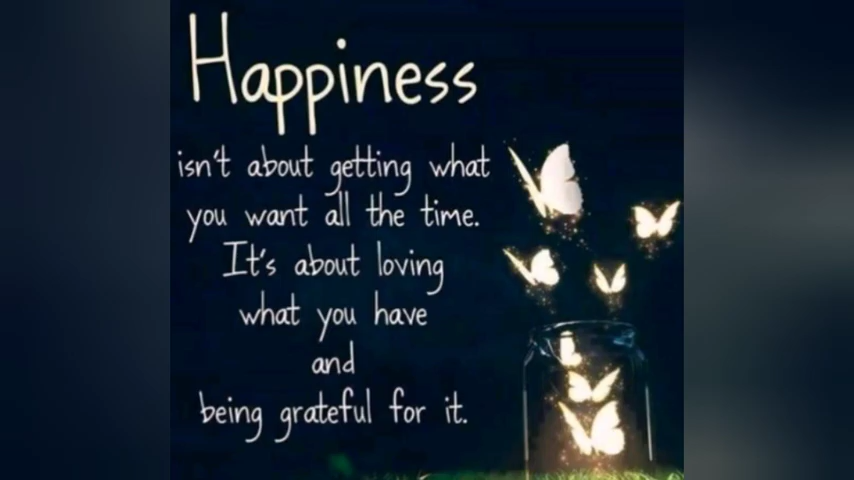 Happiness
isn't about getting what
you want all the time.
It's about loving
what you have
and
being grateful for it.